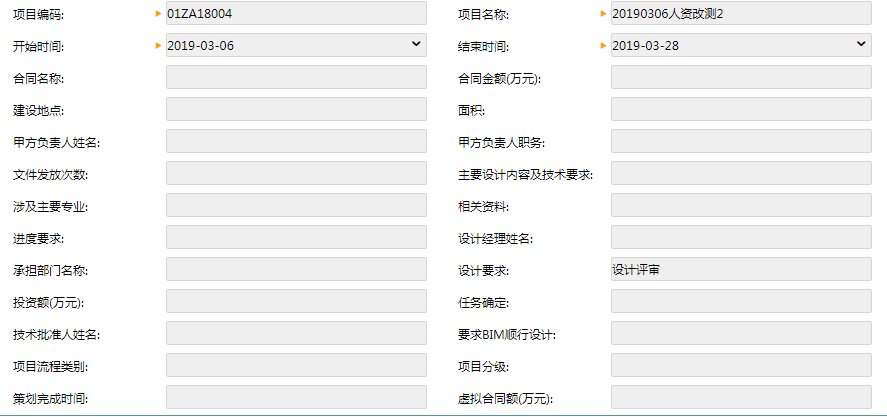 项目编码: 01ZA18004 项目名称: 20190306人资改测2
开始时间: 2019-03-06 结束时间: 2019-03-28
合同名称: 合同金额(万元):
建设地点: 面积:
甲方负责人姓名: 甲方负责人职务:
文件发放次数: 主要设计内容及技术要求:
涉及主要专业: 相关资料:
进度要求: 设计经理姓名:
承担部门名称: 设计要求: 设计评审
投资额(万元): 任务确定:
技术批准人姓名: 要求BIM顺行设计:
项目流程类别: 项目分级:
策划完成时间: 虚拟合同额(万元):